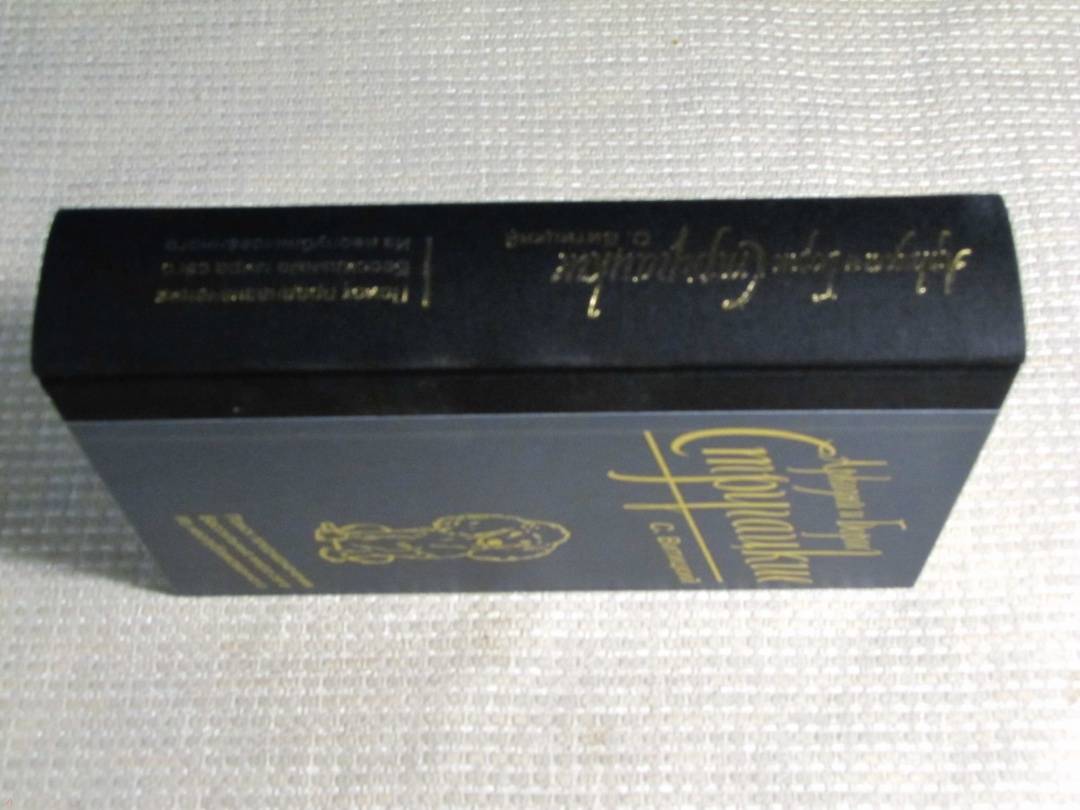 Аркадий и Борис Стругацкие
С. Витицкий
Поиск предназначения
Бессильные мира сего
Из неопубликованного
Аркадий и Борис
Стругацкие
С. Витицкий